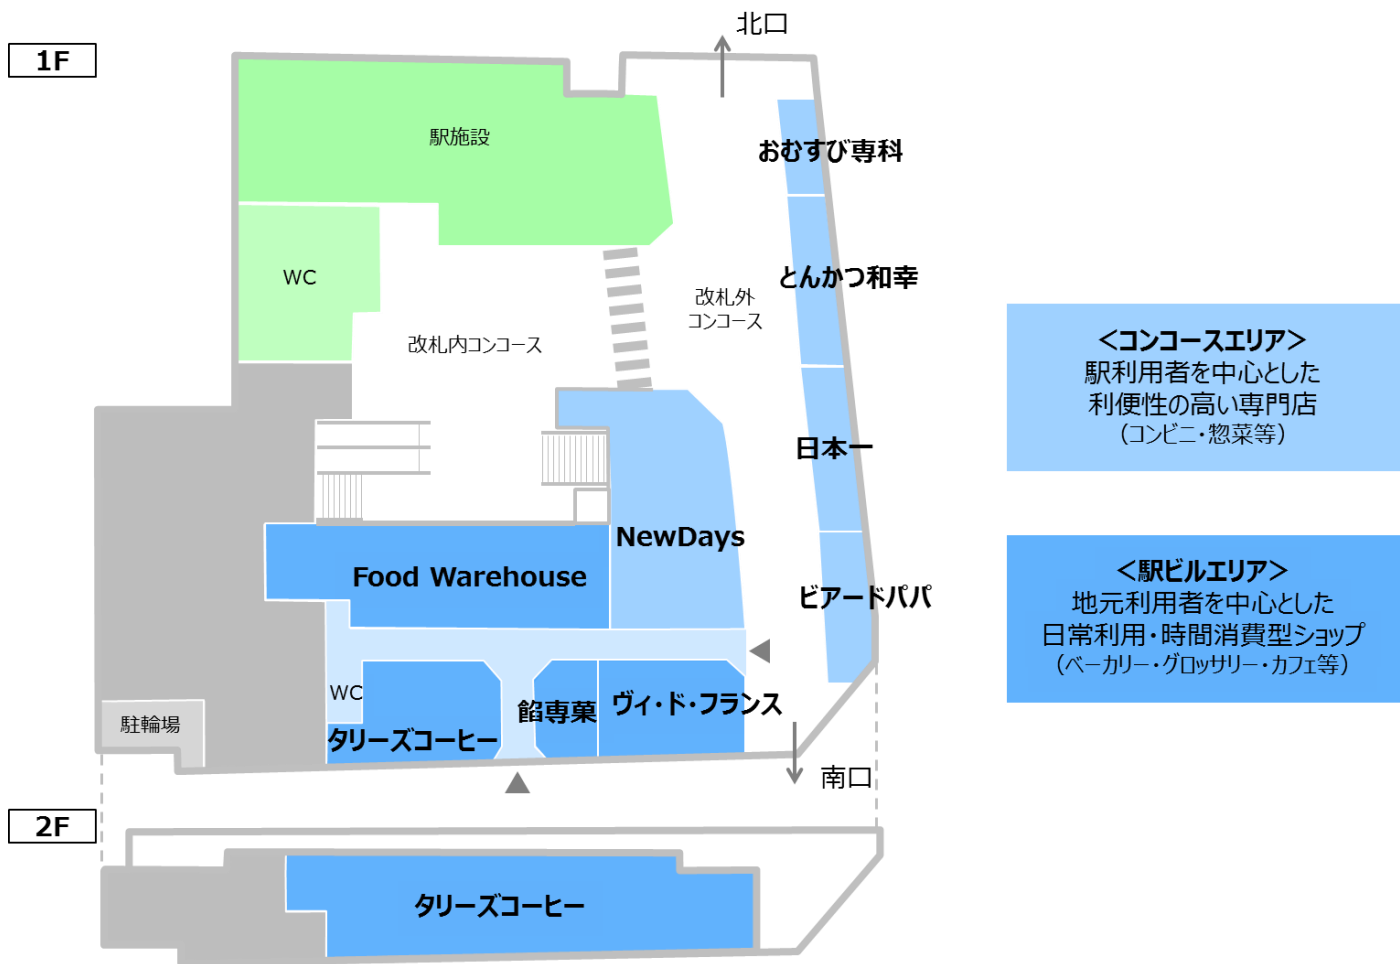 1F
北口
駅施設
おむすび専科
WC
とんかつ和幸
改札外
コンコース
改札内コンコース
<コンコースエリア>
駅利用者を中心とした
利便性の高い専門店
(コンビニ・惣菜等)
日本一
NewDays
Food Warehouse
ビアードパパ
<駅ビルエリア>
地元利用者を中心とした
日常利用・時間消費型ショップ
(ベーカリー・グロッサリー・カフェ等)
WC
餡専菓
ヴィ・ド・フランス
駐輪場
タリーズコーヒー
南口
2F
タリーズコーヒー